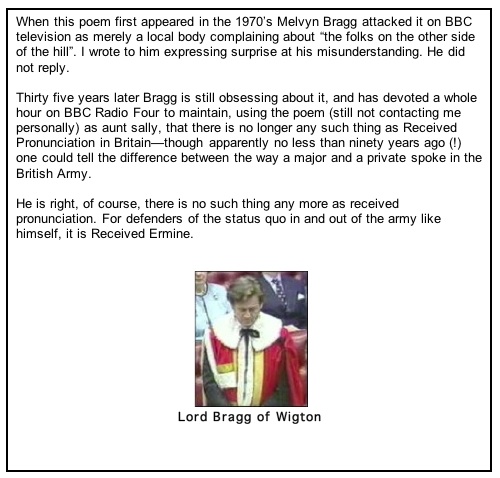 When this poem first appeared in the 1970's Melvyn Bragg attacked it on BBC
television as merely a local body complaining about “the folks on the other side
of the hill”. I wrote to him expressing surprise at his misunderstanding. He did
not reply.
Thirty five years later Bragg is still obsessing about it, and has devoted a whole
hour on BBC Radio Four to maintain, using the poem (still not contacting me
personally) as aunt sally, that there is no longer any such thing as Received
Pronunciation in Britain—though apparently no less than ninety years ago (!)
one could tell the difference between the way a major and a private spoke in the
British Army.
He is right, of course, there is no such thing any more as received
pronunciation. For defenders of the status quo in and out of the army like
himself, it is Received Ermine.
Lord Bragg of Wigton